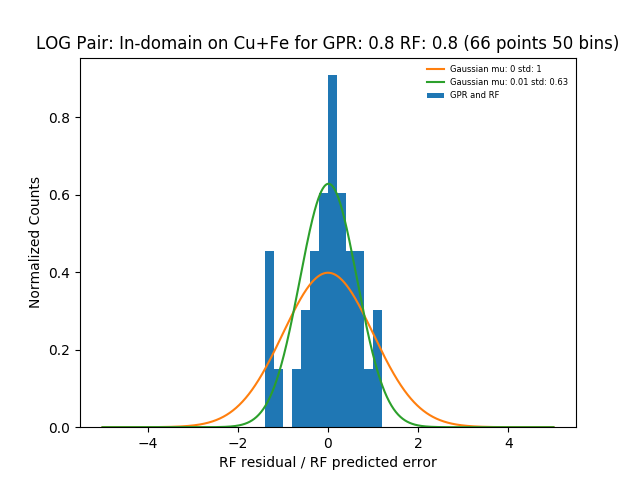 LOG Pair: In-domain on Cu+Fe for GPR: 0.8 RF: 0.8 (66 points 50 bins)
Gaussian mu: 0 std: 1
Gaussian mu: 0.01 std: 0.63
GPR and RF
Normalized Counts
0.8
0.6
0.4
0.2
0.0
−4 −2 0 2 4
RF residual / RF predicted error